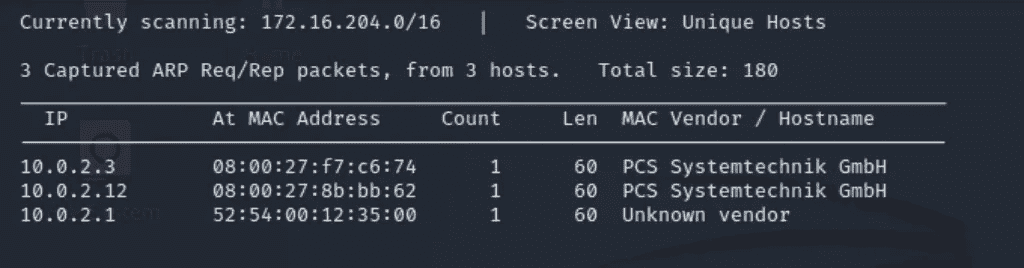 Currently scanning: 172.16.204.0/16   |   Screen View: Unique Hosts
3 Captured ARP Req/Rep packets, from 3 hosts.   Total size: 180
IP            At MAC Address     Count     Len  MAC Vendor / Hostname
10.0.2.3        08:00:27:f7:c6:74      1      60  PCS Systemtechnik GmbH
10.0.2.12       08:00:27:8b:bb:62      1      60  PCS Systemtechnik GmbH
10.0.2.1        52:54:00:12:35:00      1      60  Unknown vendor